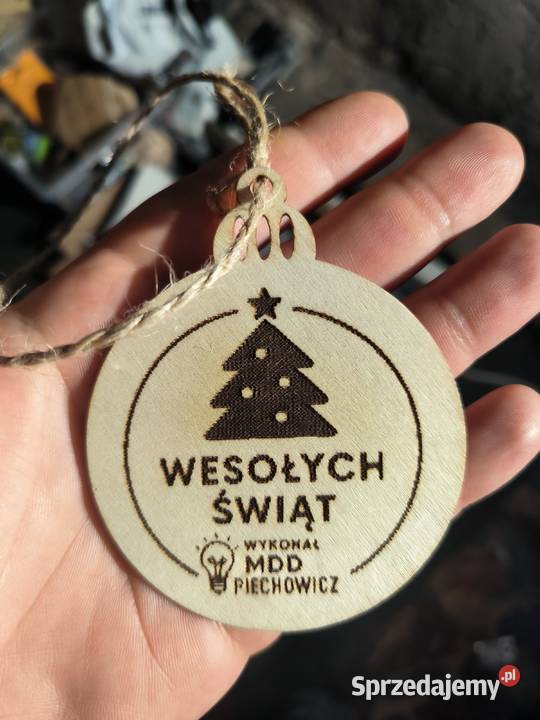 WESOŁYCH
ŚWIĄT
WYKONAŁ
MDD
PIECHOWICZ
Sprzedajemy.pl